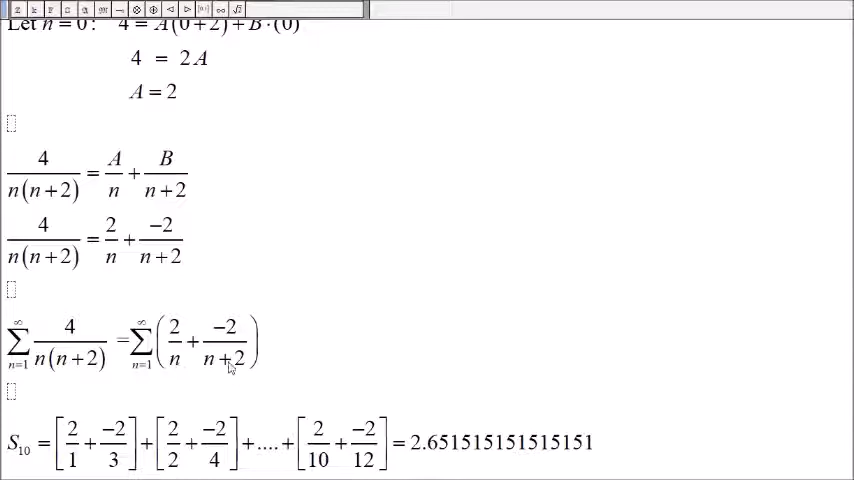 Let n = 0 : 4 = A(0 + 2) + B · (0)
4 = 2A
A = 2
4/(n(n+2)) = A/n + B/(n+2)
4/(n(n+2)) = 2/n + -2/(n+2)
∑_{n=1}^{∞} 4/(n(n+2)) = ∑_{n=1}^{∞} (2/n + -2/(n+2))
S_10 = [2/1 + -2/3] + [2/2 + -2/4] + .... + [2/10 + -2/12] = 2.651515151515151